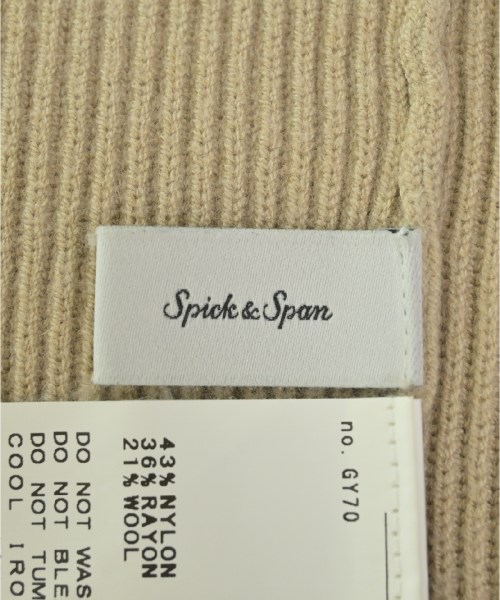 Spick & Span
no. GY70
43% NYLON
36% RAYON
21% WOOL
DO NOT WAS
DO NOT BLE
DO NOT TUM
COOL IRO